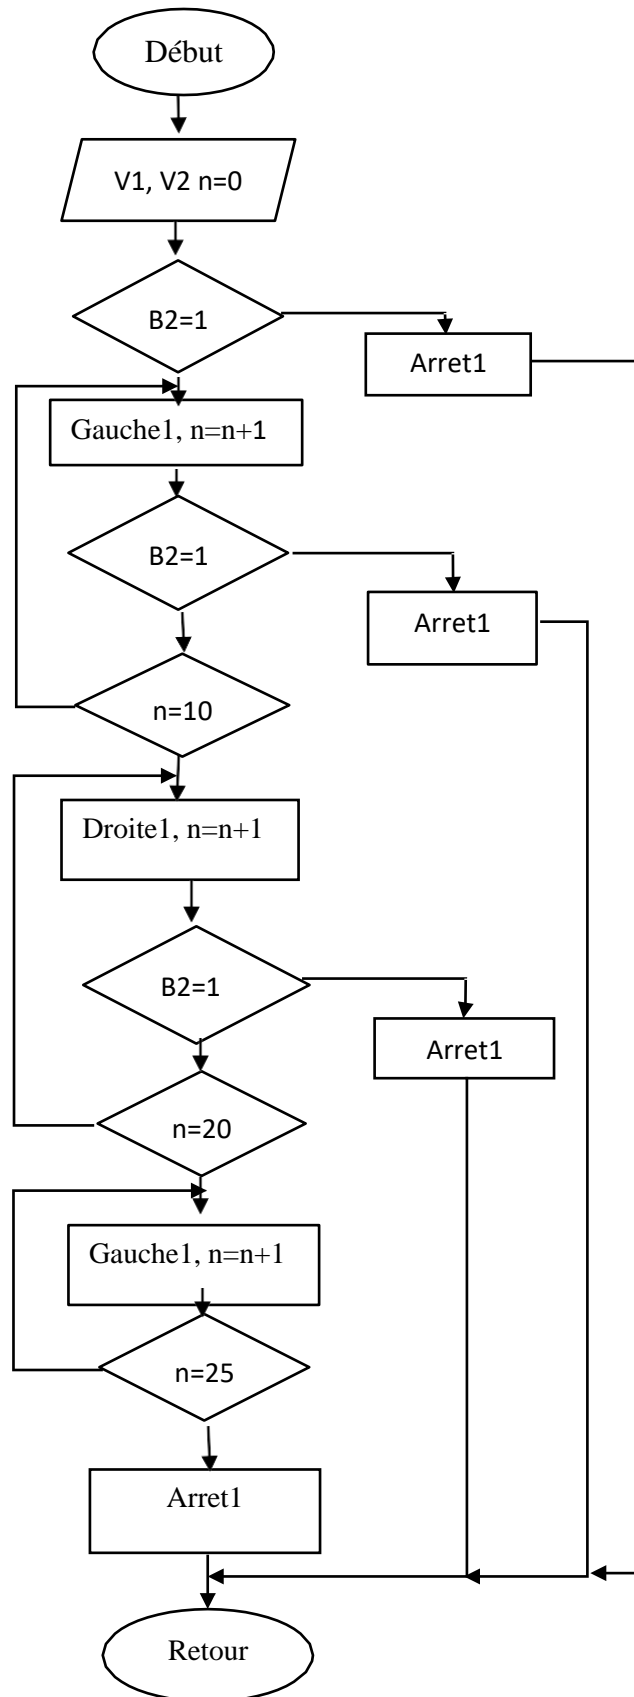 Début
V1, V2 n=0
B2=1
Arret1
Gauche1, n=n+1
B2=1
Arret1
n=10
Droite1, n=n+1
B2=1
Arret1
n=20
Gauche1, n=n+1
n=25
Arret1
Retour